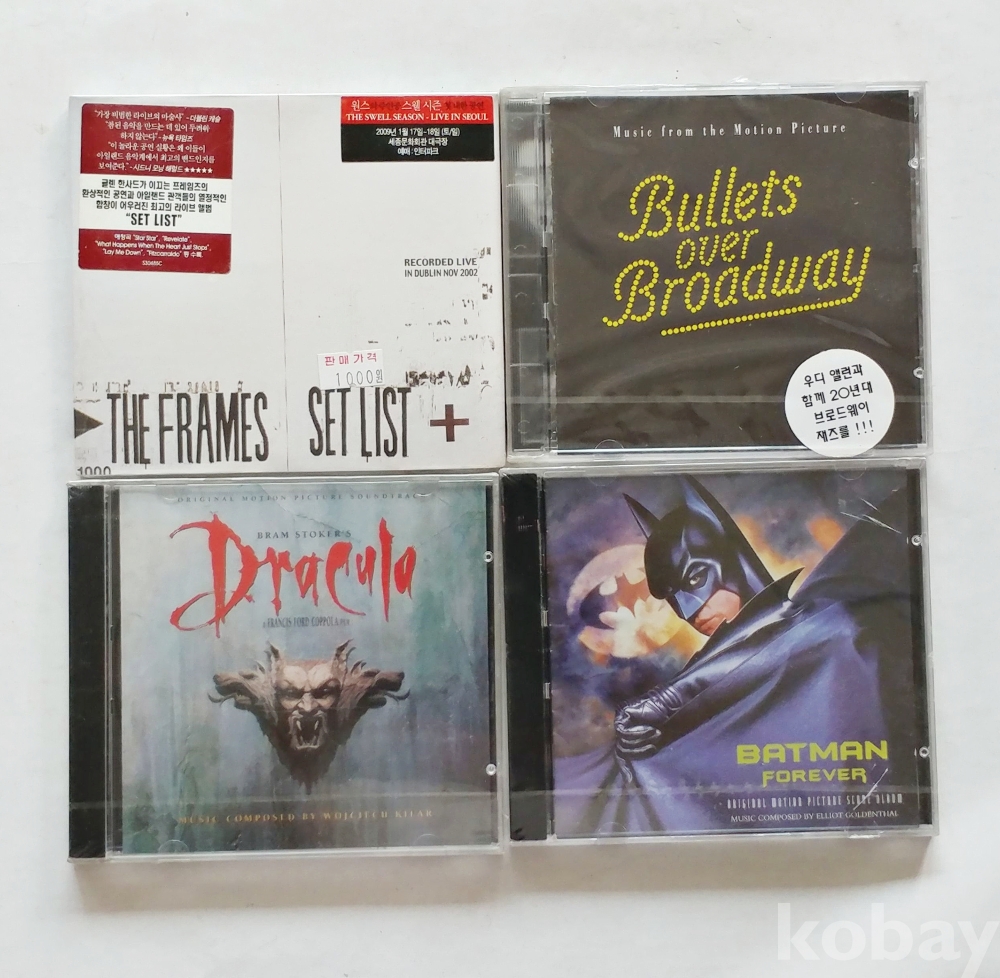 "가장 비범한 라이브의 마술사" - 더블린 캐슬
"참된 음악을 만드는 데 있어 두려워
하지 않는다" - 뉴욕 타임즈
"이 놀라운 공연 실황은 왜 이들이
아일랜드 음악계에서 최고의 밴드인지를
보여준다." - 시드니 모닝 헤럴드 ★★★★★
글렌 한사드가 이끄는 프레임즈의
환상적인 공연과 아일랜드 관객들의 열정적인
합창이 어우러진 최고의 라이브 앨범
"SET LIST"
애청곡 "Star Star", "Revelate",
"What Happens When The Heart Just Stops",
"Lay Me Down", "Fitzcarraldo" 등 수록.
원스 스웰 시즌
THE SWELL SEASON - LIVE IN SEOUL
2009년 1월 17일~18일 (토/일)
세종문화회관 대극장
예매 : 인터파크
RECORDED LIVE
IN DUBLIN NOV 2002
판매가격
1000원
THE FRAMES SET LIST +
Music from the Motion Picture
Bullets
over
Broadway
우디 앨런과
함께 20년대
브로드웨이
재즈를 !!!
ORIGINAL MOTION PICTURE SOUNDTRAC
BRAM STOKER'S
Dracula
A FRANCIS FORD COPPOLA FILM
MUSIC COMPOSED BY WOJCIECH KILAR
BATMAN
FOREVER
ORIGINAL MOTION PICTURE SCORE ALBUM
MUSIC COMPOSED BY ELLIOT GOLDENTHAL
kobay